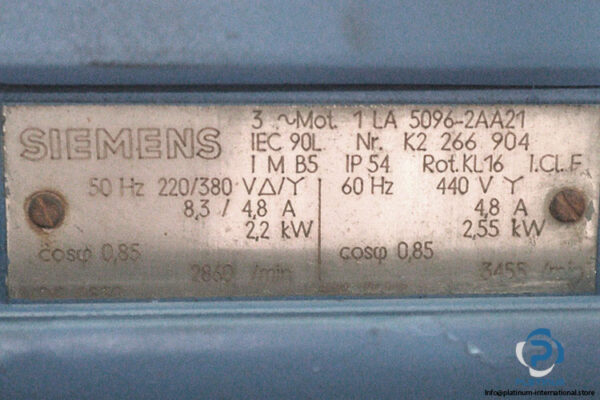 SIEMENS
3 ~Mot. 1 LA 5096-2AA21
IEC 90L Nr. K2 266 904
I M B5 IP 54 Rot.KL16 I.Cl.F
50 Hz 220/380 V∆/Y
8,3 / 4,8 A
2,2 kW
cosφ 0,85
2860 /min
60 Hz 440 V Y
4,8 A
2,55 kW
cosφ 0,85
3455 /min
info@platinum-international.store